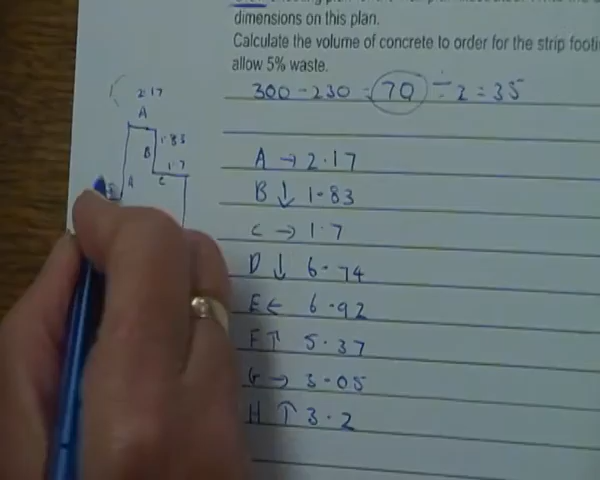 dimensions on this plan.
Calculate the volume of concrete to order for the strip footi
allow 5% waste.
300 - 230 = 70 ÷ 2 = 35
2.17
A
1.83
B
1.7
C
A
A → 2.17
B ↓ 1.83
C → 1.7
D ↓ 6.74
E ← 6.92
F ↑ 5.37
G → 3.05
H ↑ 3.2